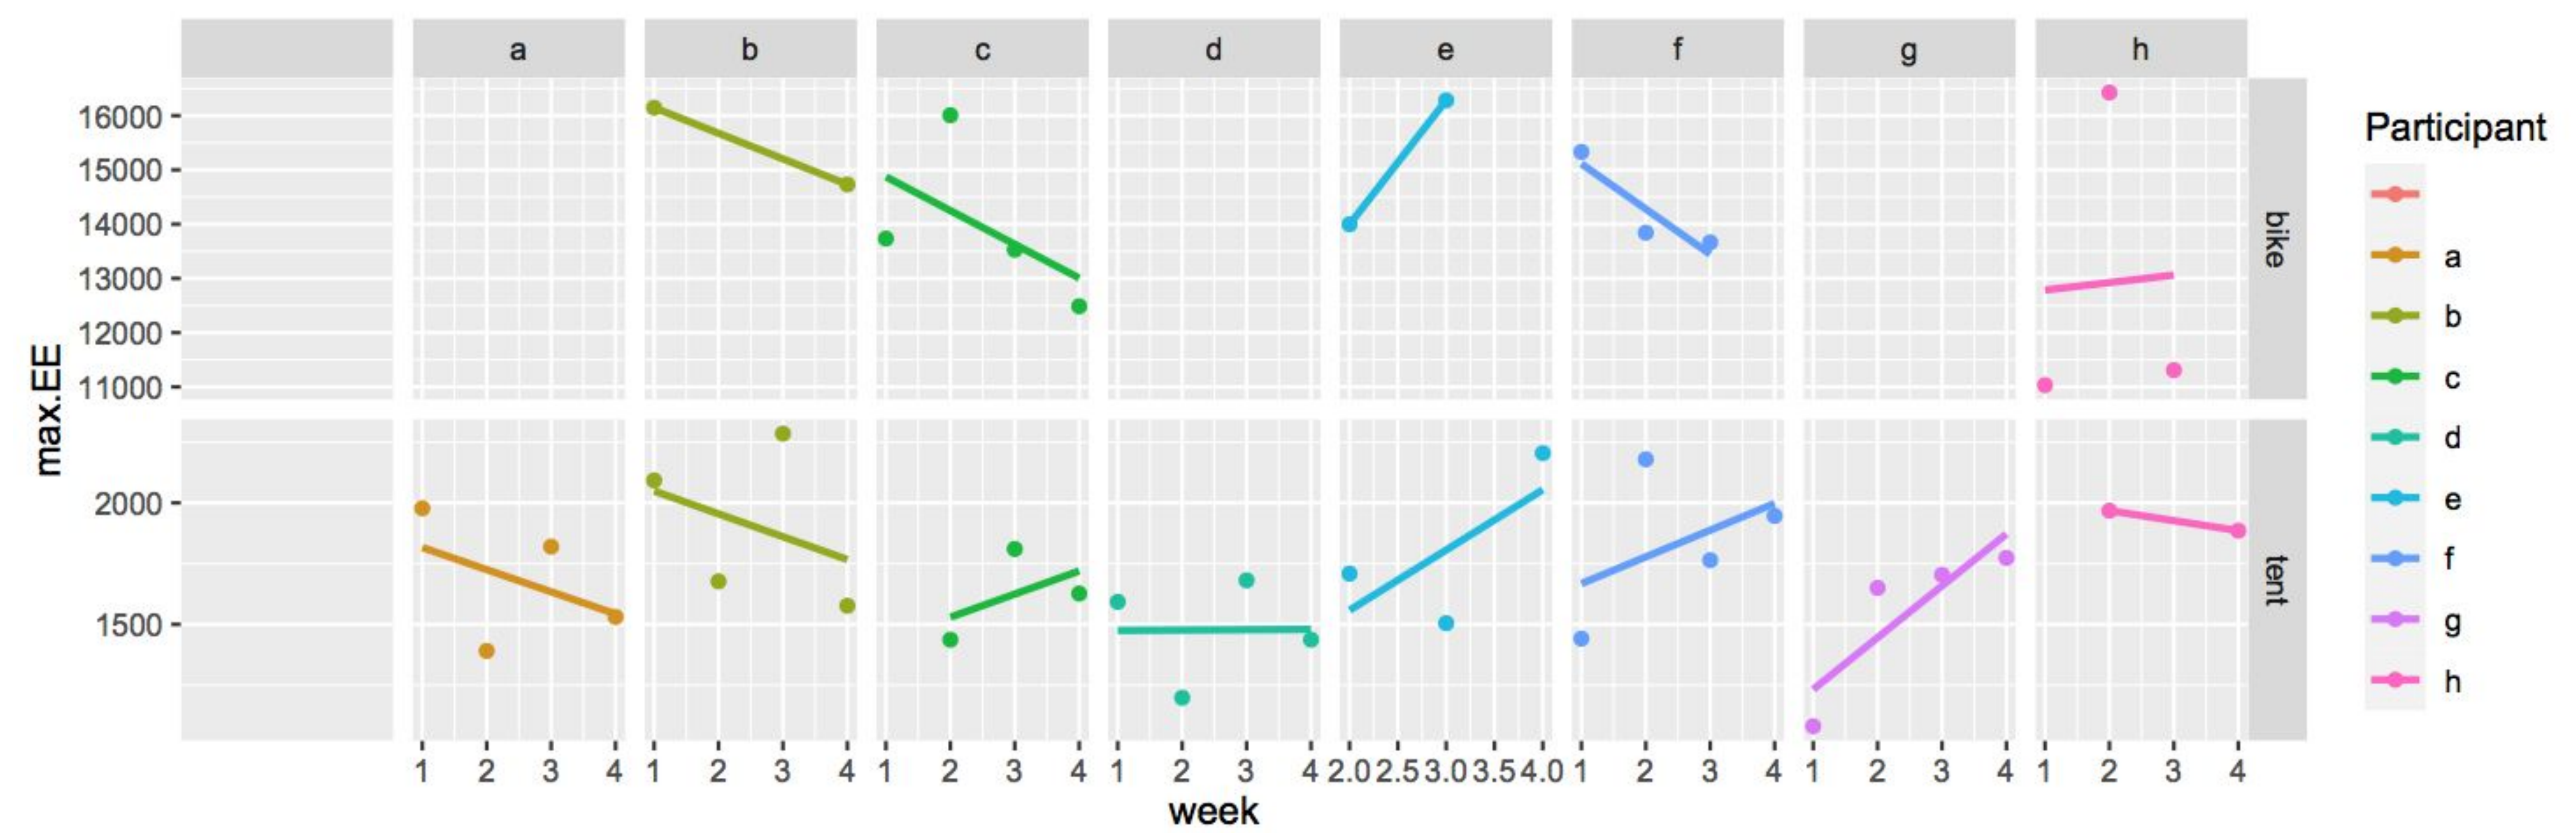 a b c d e f g h
16000
15000
14000
13000
12000
11000
bike
max.EE
2000
1500
tent
1 2 3 4 1 2 3 4 1 2 3 4 1 2 3 4 2.0 2.5 3.0 3.5 4.0 1 2 3 4 1 2 3 4 1 2 3 4
week
Participant
a
b
c
d
e
f
g
h